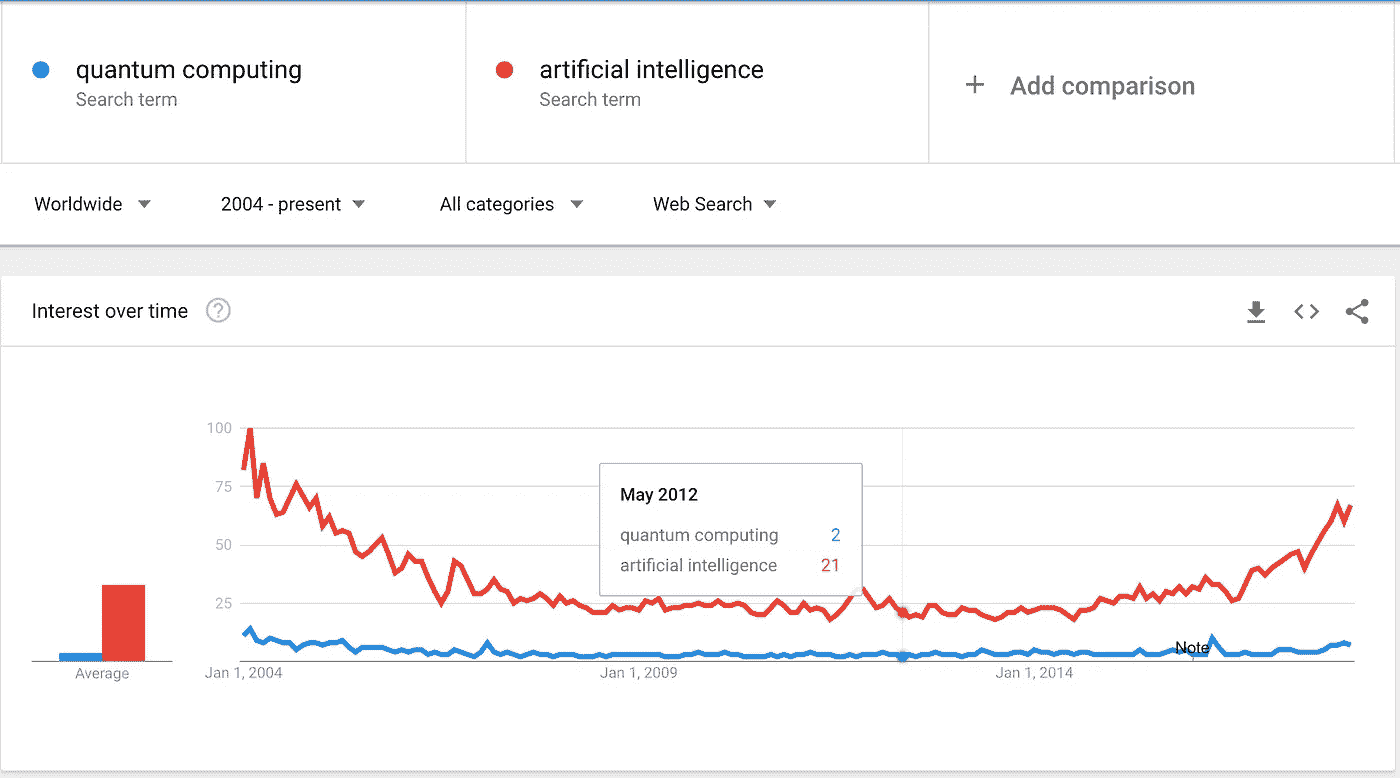 quantum computing
Search term
artificial intelligence
Search term
+ Add comparison
Worldwide
2004 - present
All categories
Web Search
Interest over time ?
100
75
50
25
May 2012
quantum computing 2
artificial intelligence 21
Note
Average
Jan 1, 2004
Jan 1, 2009
Jan 1, 2014